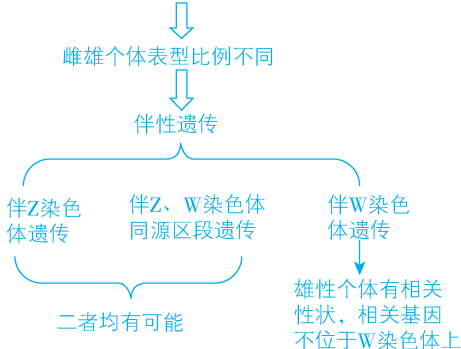 雌雄个体表型比例不同
伴性遗传
伴Z染色
体遗传
伴Z、W染色体
同源区段遗传
伴W染色
体遗传
二者均有可能
雄性个体有相关
性状，相关基因
不位于W染色体上